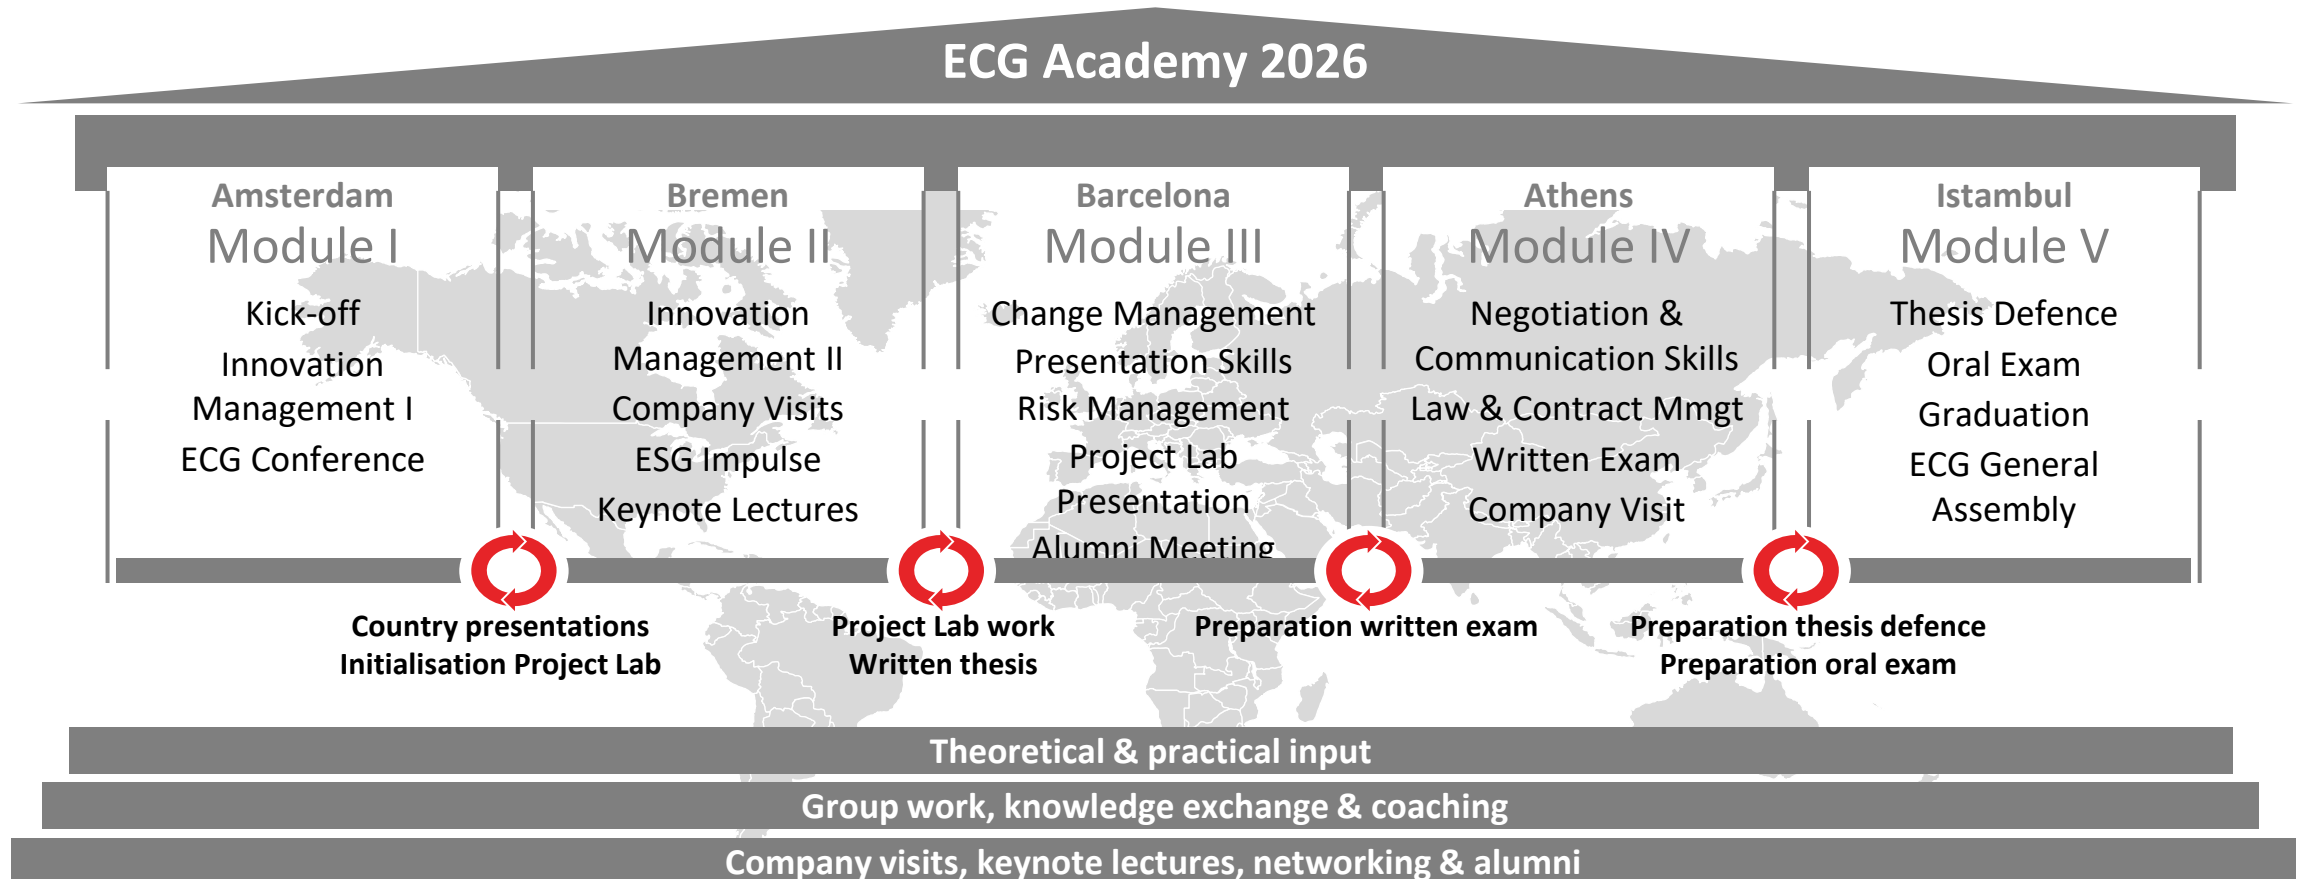 ECG Academy 2026
Amsterdam
Module I
Kick-off
Innovation
Management I
ECG Conference
Bremen
Module II
Innovation
Management II
Company Visits
ESG Impulse
Keynote Lectures
Barcelona
Module III
Change Management
Presentation Skills
Risk Management
Project Lab
Presentation
Alumni Meeting
Athens
Module IV
Negotiation &
Communication Skills
Law & Contract Mmgt
Written Exam
Company Visit
Istambul
Module V
Thesis Defence
Oral Exam
Graduation
ECG General
Assembly
Country presentations
Initialisation Project Lab
Project Lab work
Written thesis
Preparation written exam
Preparation thesis defence
Preparation oral exam
Theoretical & practical input
Group work, knowledge exchange & coaching
Company visits, keynote lectures, networking & alumni